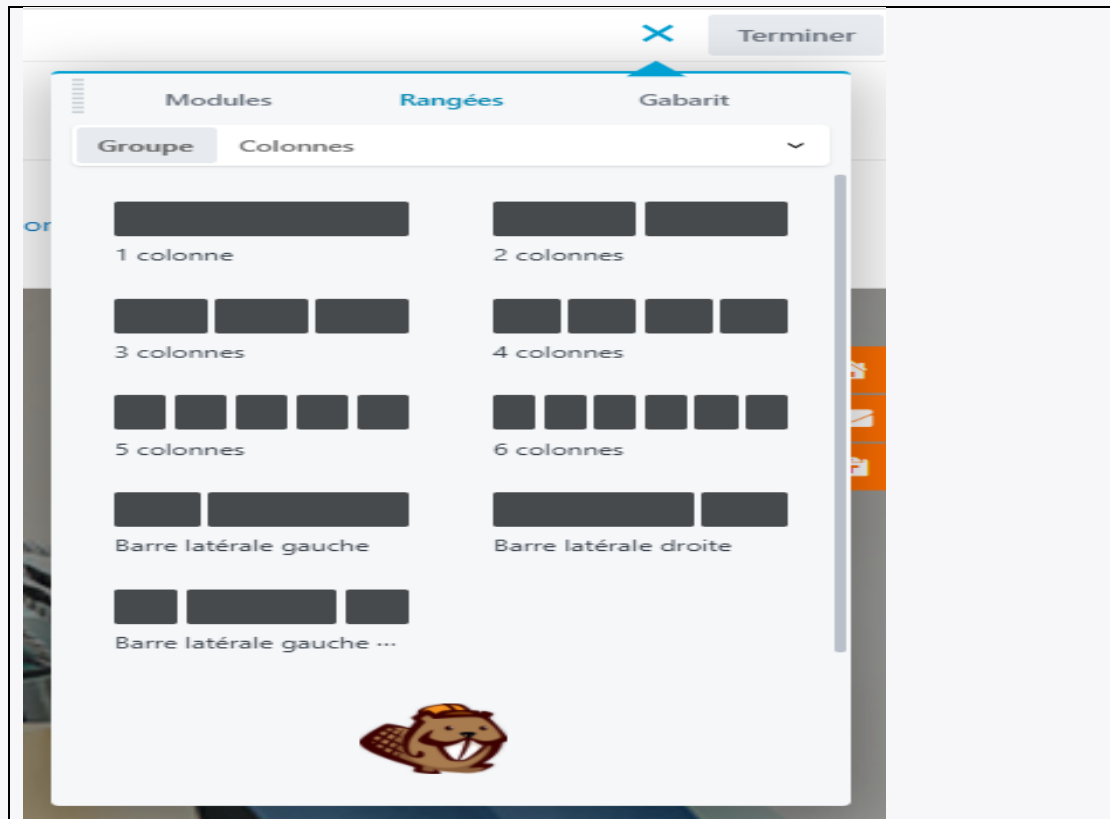 Terminer
Modules Rangées Gabarit
Groupe Colonnes
or
1 colonne 2 colonnes
3 colonnes 4 colonnes
5 colonnes 6 colonnes
Barre latérale gauche Barre latérale droite
Barre latérale gauche ...